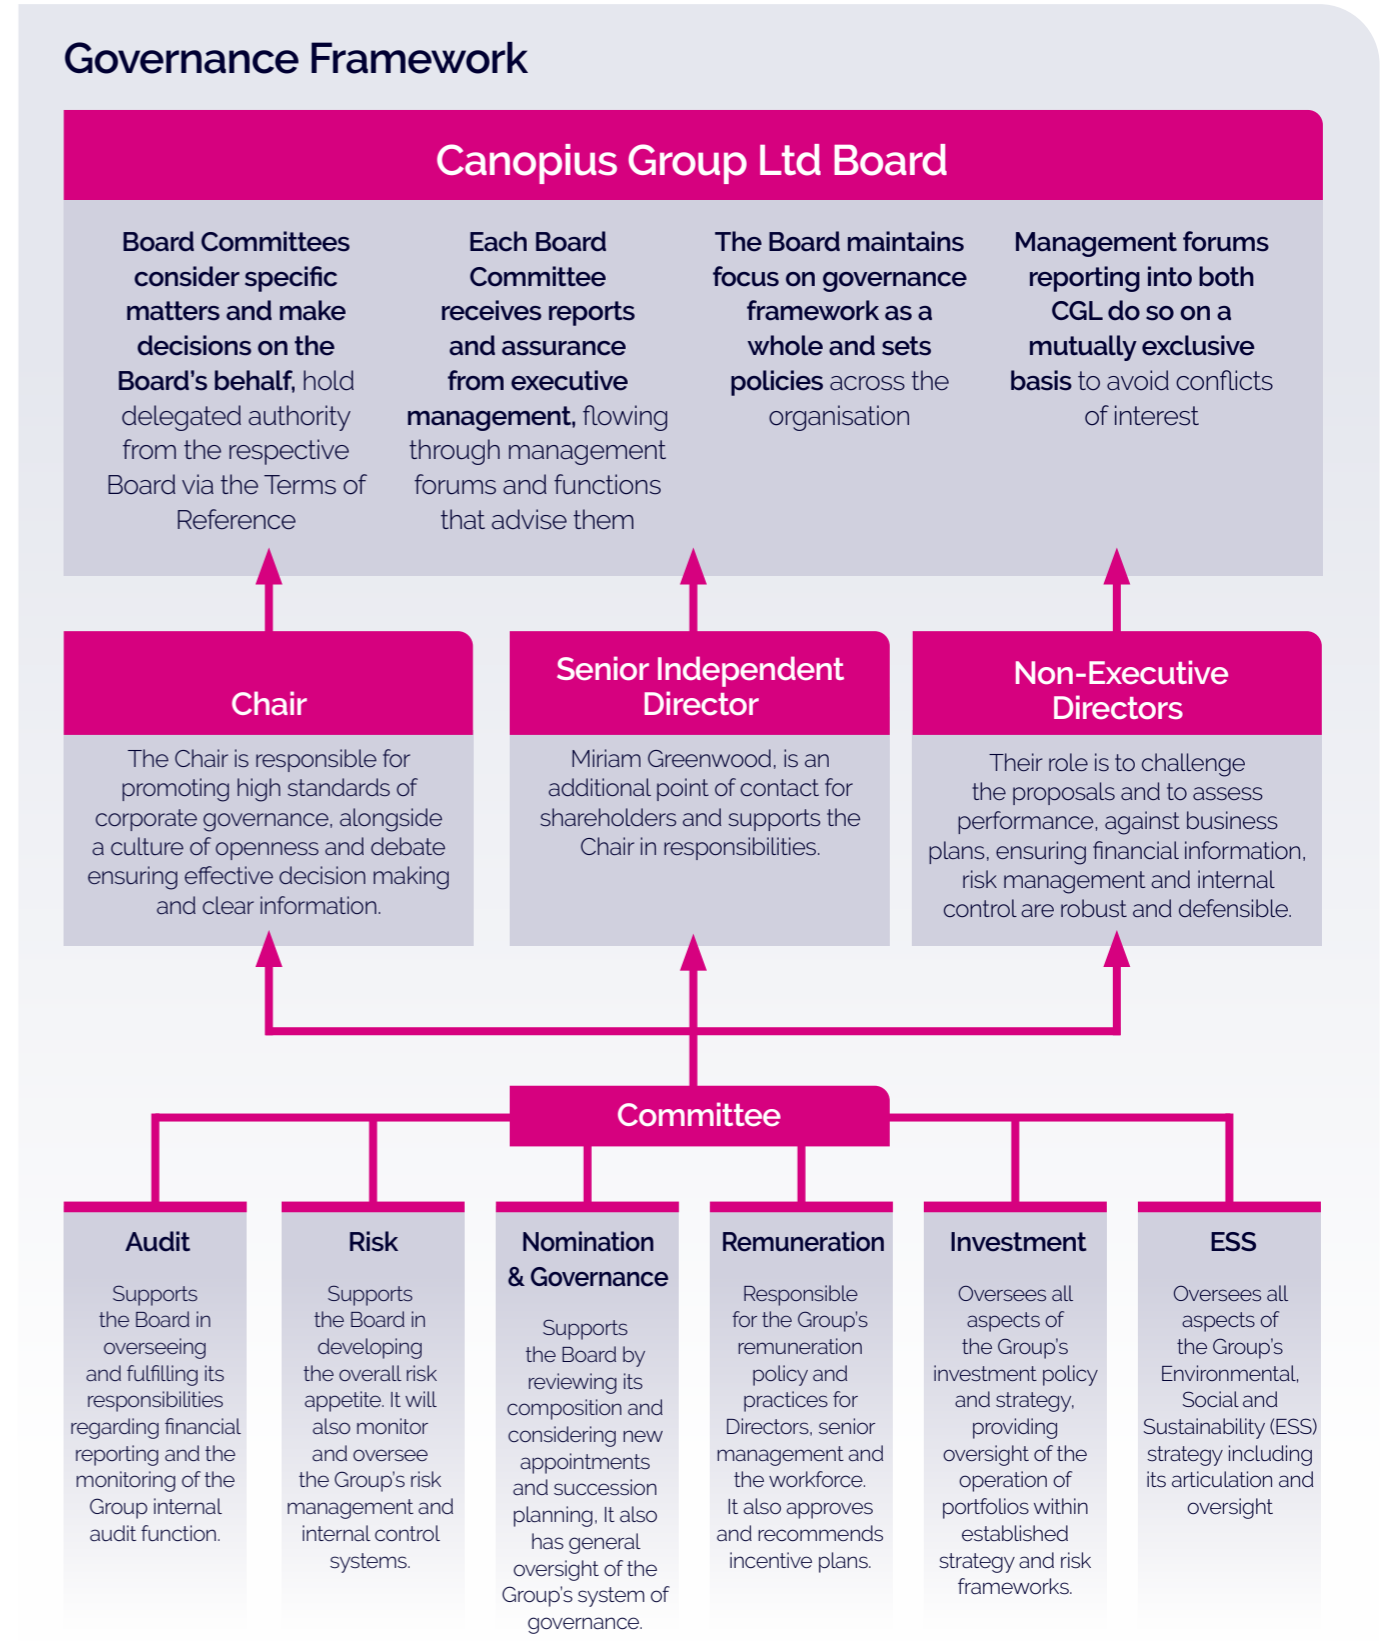 Governance Framework
Canopius Group Ltd Board
Board Committees
consider specific
matters and make
decisions on the
Board's behalf, hold
delegated authority
from the respective
Board via the Terms of
Reference
Each Board
Committee
receives reports
and assurance
from executive
management, flowing
through management
forums and functions
that advise them
The Board maintains
focus on governance
framework as a
whole and sets
policies across the
organisation
Management forums
reporting into both
CGL do so on a
mutually exclusive
basis to avoid conflicts
of interest
Chair
The Chair is responsible for
promoting high standards of
corporate governance, alongside
a culture of openness and debate
ensuring effective decision making
and clear information.
Senior Independent
Director
Miriam Greenwood, is an
additional point of contact for
shareholders and supports the
Chair in responsibilities.
Non-Executive
Directors
Their role is to challenge
the proposals and to assess
performance, against business
plans, ensuring financial information,
risk management and internal
control are robust and defensible.
Committee
Audit
Supports
the Board in
overseeing
and fulfilling its
responsibilities
regarding financial
reporting and the
monitoring of the
Group internal
audit function.
Risk
Supports
the Board in
developing
the overall risk
appetite. It will
also monitor
and oversee
the Group's risk
management and
internal control
systems.
Nomination
& Governance
Supports
the Board by
reviewing its
composition and
considering new
appointments
and succession
planning, It also
has general
oversight of the
Group's system of
governance.
Remuneration
Responsible
for the Group's
remuneration
policy and
practices for
Directors, senior
management and
the workforce.
It also approves
and recommends
incentive plans.
Investment
Oversees all
aspects of
the Group's
investment policy
and strategy,
providing
oversight of the
operation of
portfolios within
established
strategy and risk
frameworks.
ESS
Oversees all
aspects of
the Group's
Environmental,
Social and
Sustainability (ESS)
strategy including
its articulation and
oversight